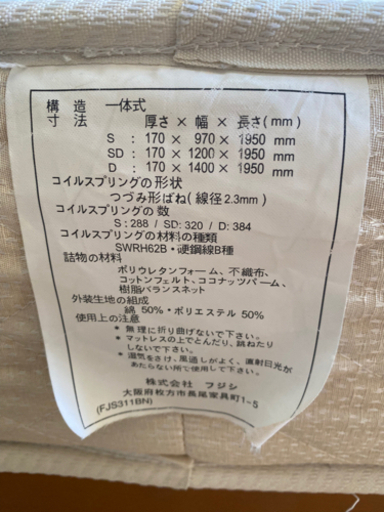 構造 一体式
寸法 厚さ × 幅 × 長さ(mm)
S : 170 × 970 × 1950 mm
SD: 170 × 1200 × 1950 mm
D : 170 × 1400 × 1950 mm
コイルスプリングの形状
つづみ形ばね(線径2.3mm)
コイルスプリングの数
S:288 / SD:320 / D:384
コイルスプリングの材料の種類
SWRH62B・硬鋼線B種
詰物の材料
ポリウレタンフォーム、不織布、
コットンフェルト、ココナッツパーム、
樹脂バランスネット
外装生地の組成
綿 50%・ポリエステル 50%
使用上の注意
* 無理に折り曲げないで下さい。
* マットレスの上でとんだり、跳ねたり
しないで下さい。
* 湿気をさけ、風通しがよく、直射日光が
あたらない所で使用して下さい。
株式会社 フジシ
大阪府枚方市長尾家具町1-5
(FJS311BN)